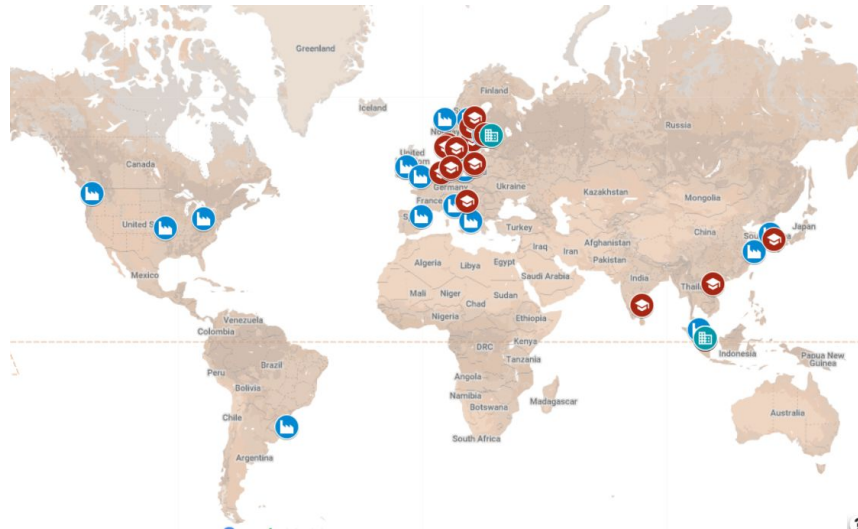 Greenland
Iceland
Finland
Norway
Russia
Canada
United
Germany
Ukraine
France
Kazakhstan
Mongolia
United S
Turkey
China
Japan
Iraq
Iran
Afghanistan
Pakistan
Algeria
Libya
Egypt
Saudi Arabia
Mexico
India
Mali
Niger
Chad
Sudan
Nigeria
Ethiopia
Venezuela
Colombia
DRC
Kenya
Tanzania
Indonesia
Papua New
Guinea
Brazil
Peru
Bolivia
Angola
Namibia
Botswana
Madagascar
Chile
Australia
South Africa
Argentina